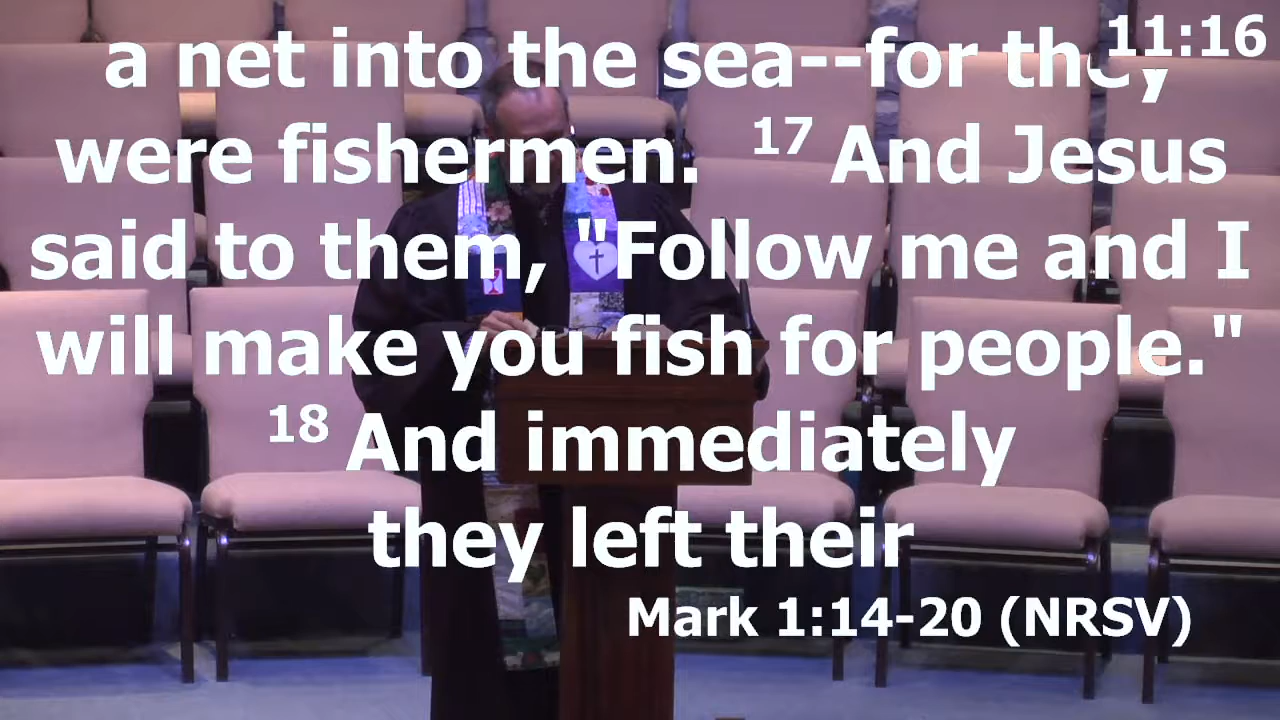 11:16
a net into the sea--for they
were fishermen. 17 And Jesus
said to them, "Follow me and I
will make you fish for people."
18 And immediately
they left their
Mark 1:14-20 (NRSV)